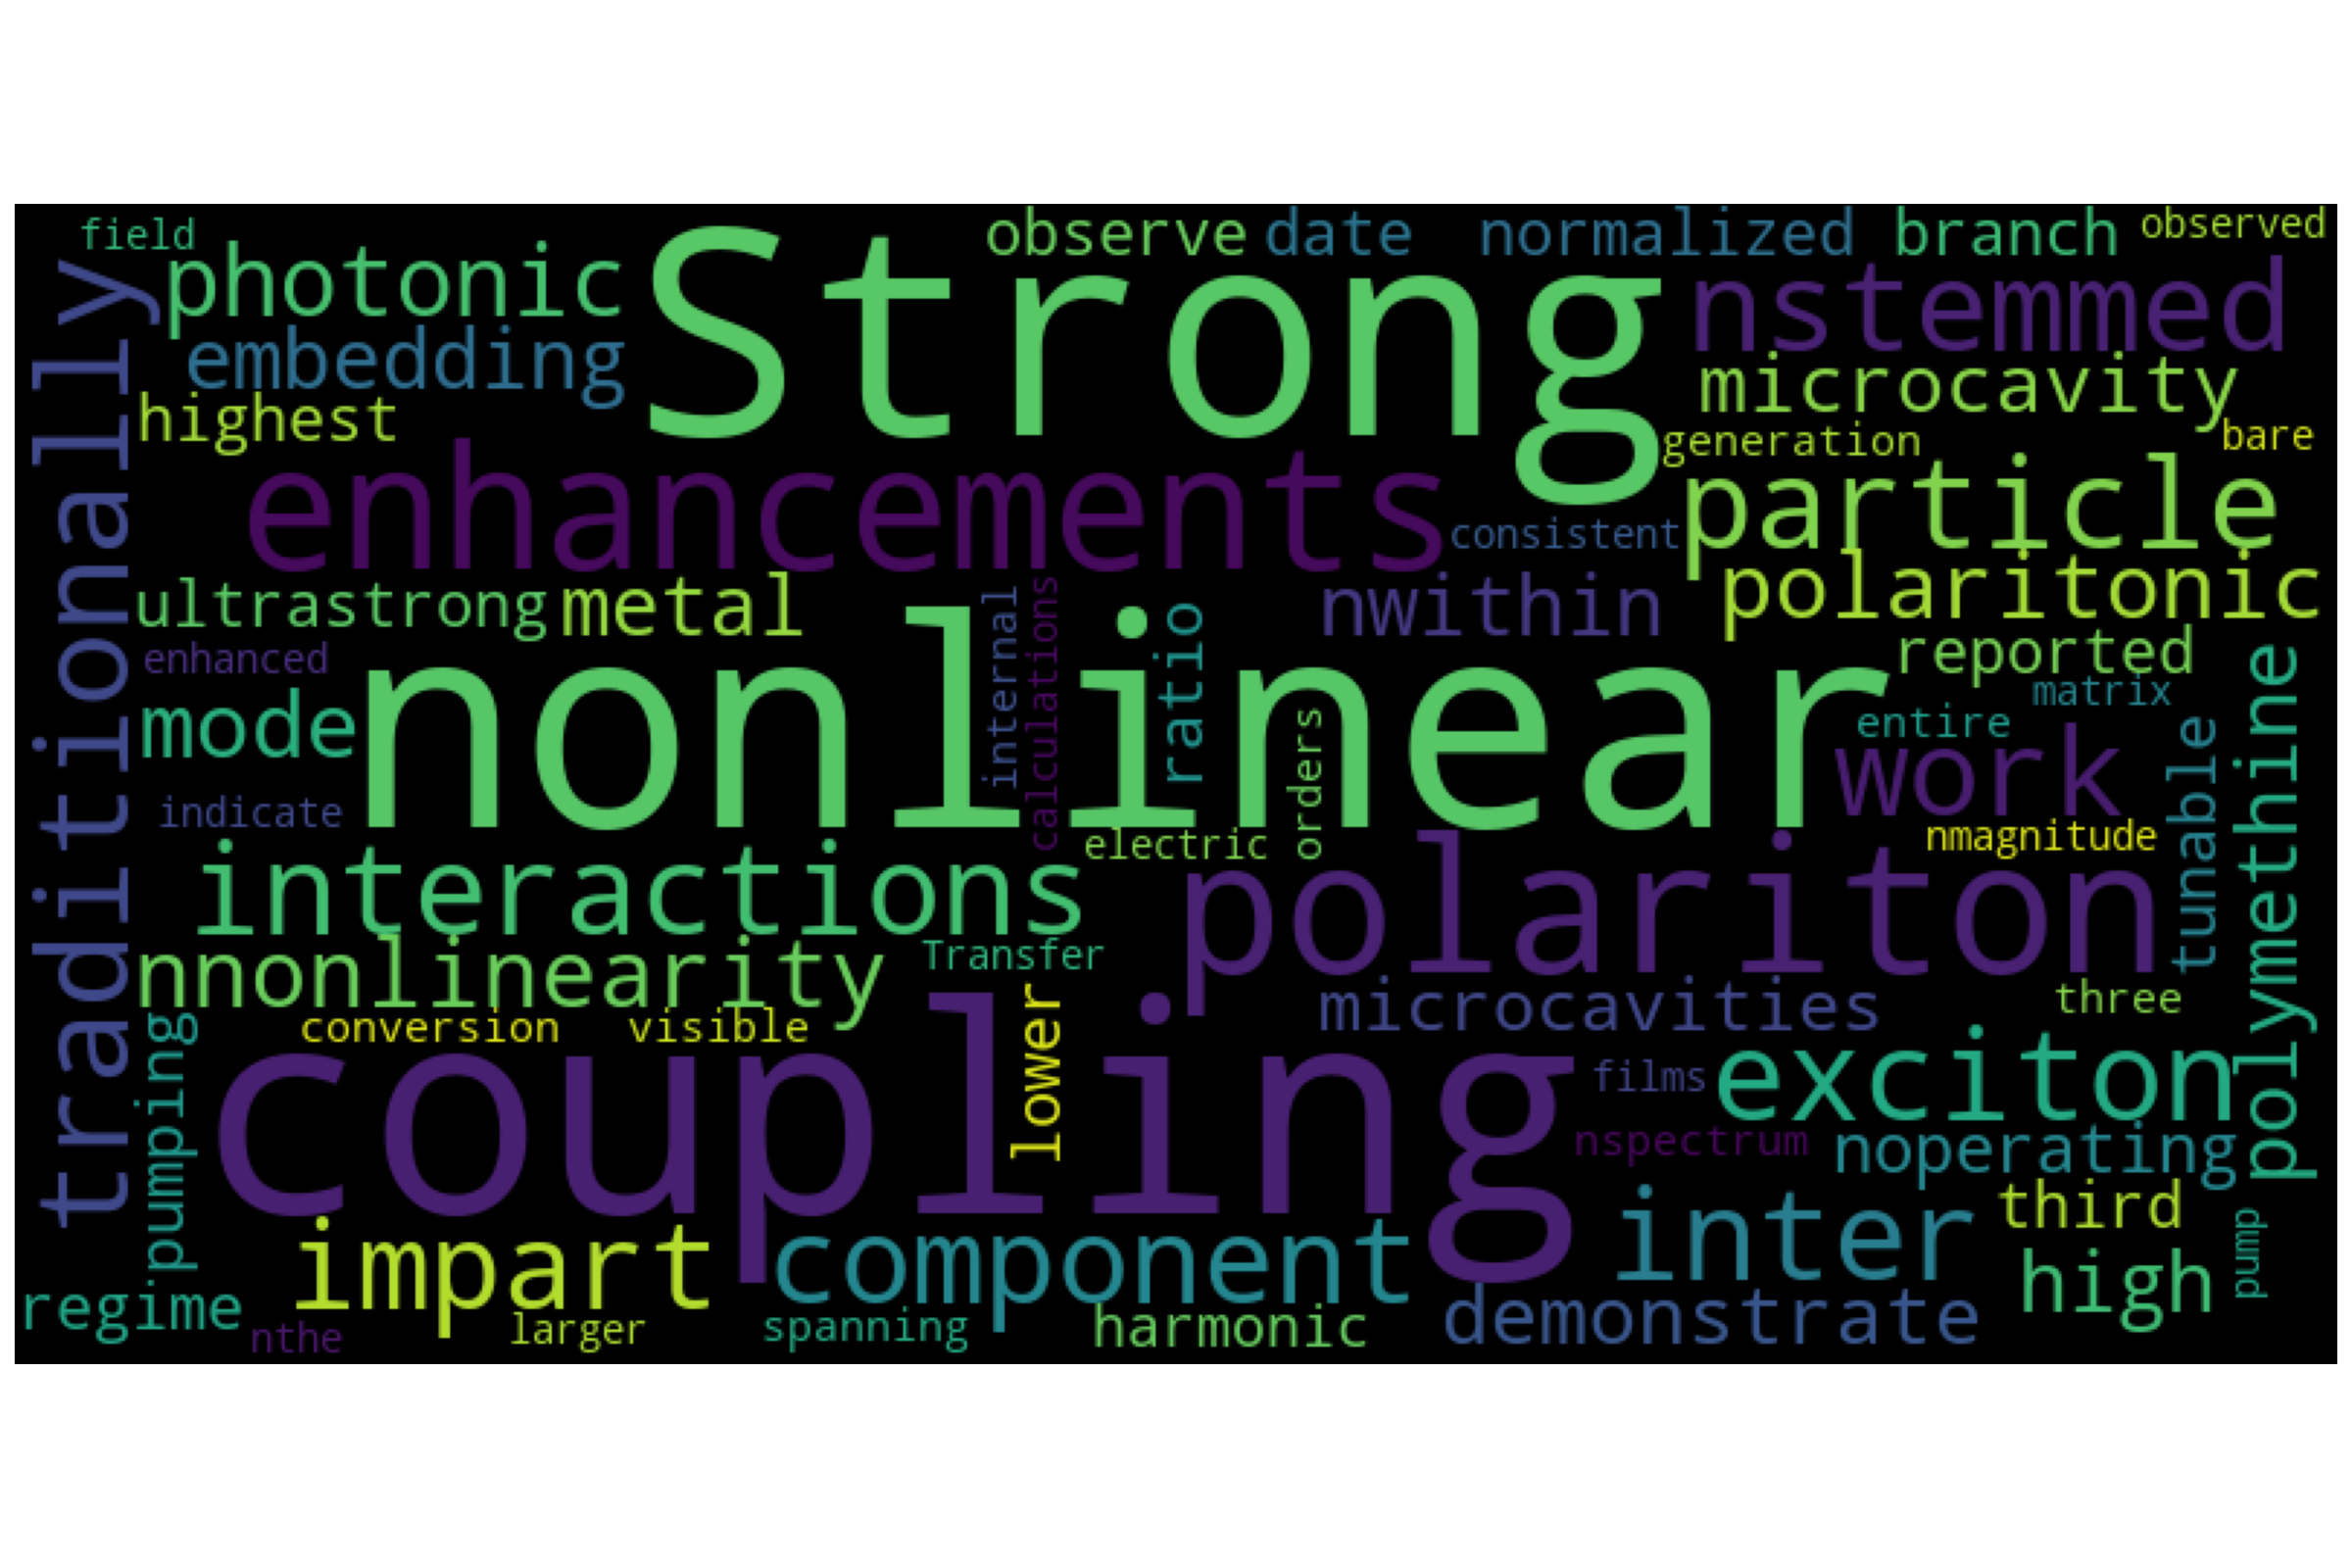 field
observe
date
normalized
branch
observed
photonic
Strong
nstemmed
embedding
microcavity
highest
generation
bare
traditionally
enhancements
consistent
particle
ultrastrong
metal
internal
calculations
ratio
nwithin
polaritonic
enhanced
reported
mode
nonlinear
orders
matrix
entire
tunable
polymethine
indicate
work
electric
nmagnitude
interactions
polariton
nnonlinearity
Transfer
microcavities
three
pumping
conversion
visible
lower
coupling
films
exciton
nspectrum
noperating
impart
component
inter
third
high
pump
regime
nthe
larger
spanning
harmonic
demonstrate